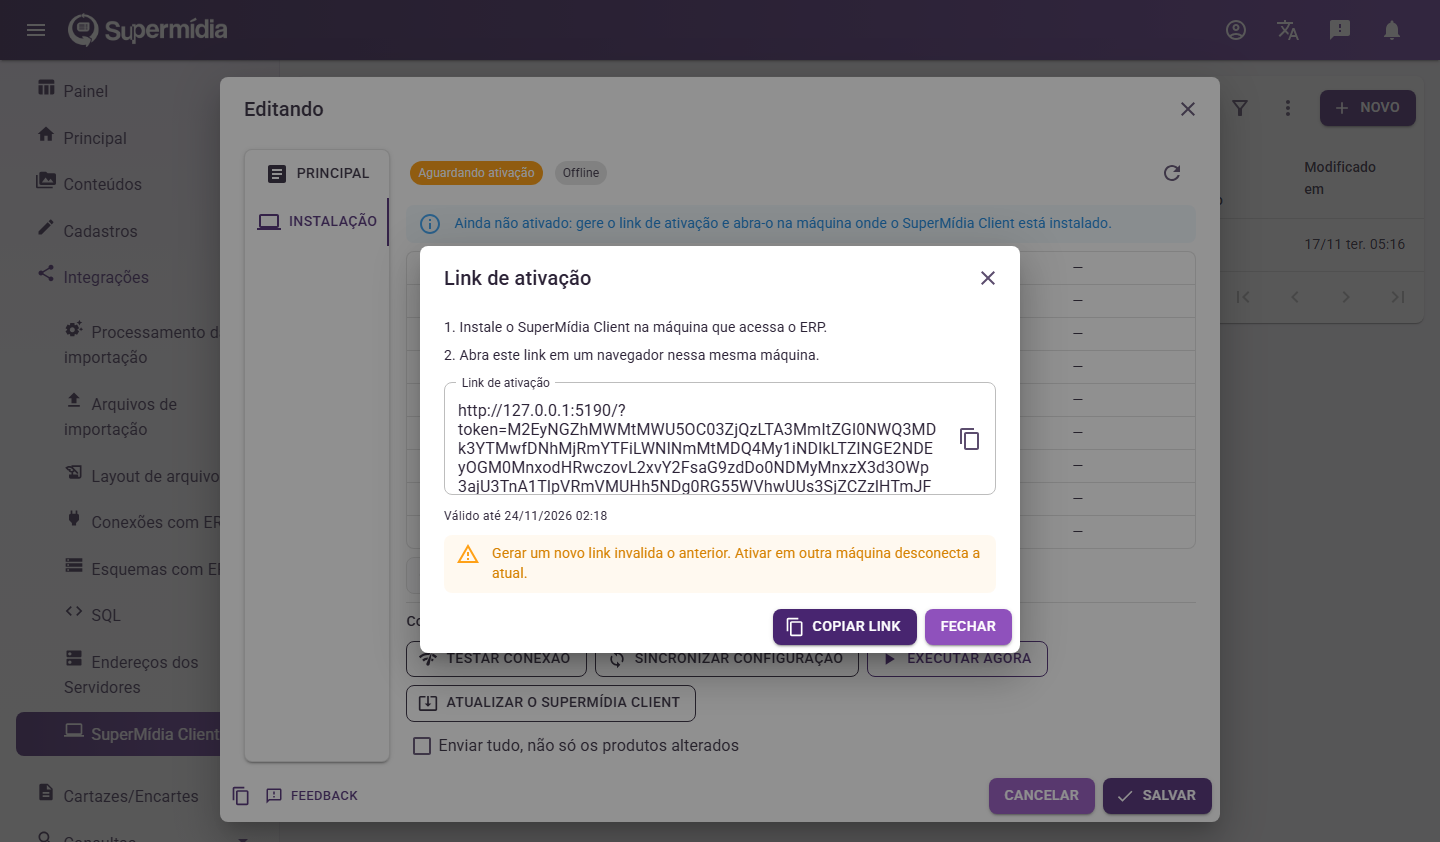 Supermídia
Painel
Principal
Conteúdos
Cadastros
Integrações
Processamento d
importação
Arquivos de
importação
Layout de arquivo
Conexões com ER
Esquemas com E
SQL
Endereços dos
Servidores
SuperMídia Client
Cartazes/Encartes
Consultas
NOVO
Modificado
em
17/11 ter. 05:16
Editando
PRINCIPAL
INSTALAÇÃO
Aguardando ativação
Offline
Ainda não ativado: gere o link de ativação e abra-o na máquina onde o SuperMídia Client está instalado.
—
—
—
—
—
—
—
—
—
Link de ativação
1. Instale o SuperMídia Client na máquina que acessa o ERP.
2. Abra este link em um navegador nessa mesma máquina.
Link de ativação
http://127.0.0.1:5190/?
token=M2EyNGZhMWMtMWU5OC03ZjQzLTA3MmItZGI0NWQ3MD
k3YTMwfDNhMjRmYTFiLWNlNmMtMDQ4My1iNDlkLTZlNGE2NDE
yOGM0MnxodHRwczovL2xvY2FsaG9zdDo0NDMyMnxzX3d3OWp
3ajU3TnA1TlpVRmVMUHh5NDg0RG55WVhwUUs3SjZCZzlHTmJF
Válido até 24/11/2026 02:18
Gerar um novo link invalida o anterior. Ativar em outra máquina desconecta a
atual.
COPIAR LINK
FECHAR
Co
TESTAR CONEXÃO
SINCRONIZAR CONFIGURAÇÃO
EXECUTAR AGORA
ATUALIZAR O SUPERMÍDIA CLIENT
Enviar tudo, não só os produtos alterados
FEEDBACK
CANCELAR
SALVAR